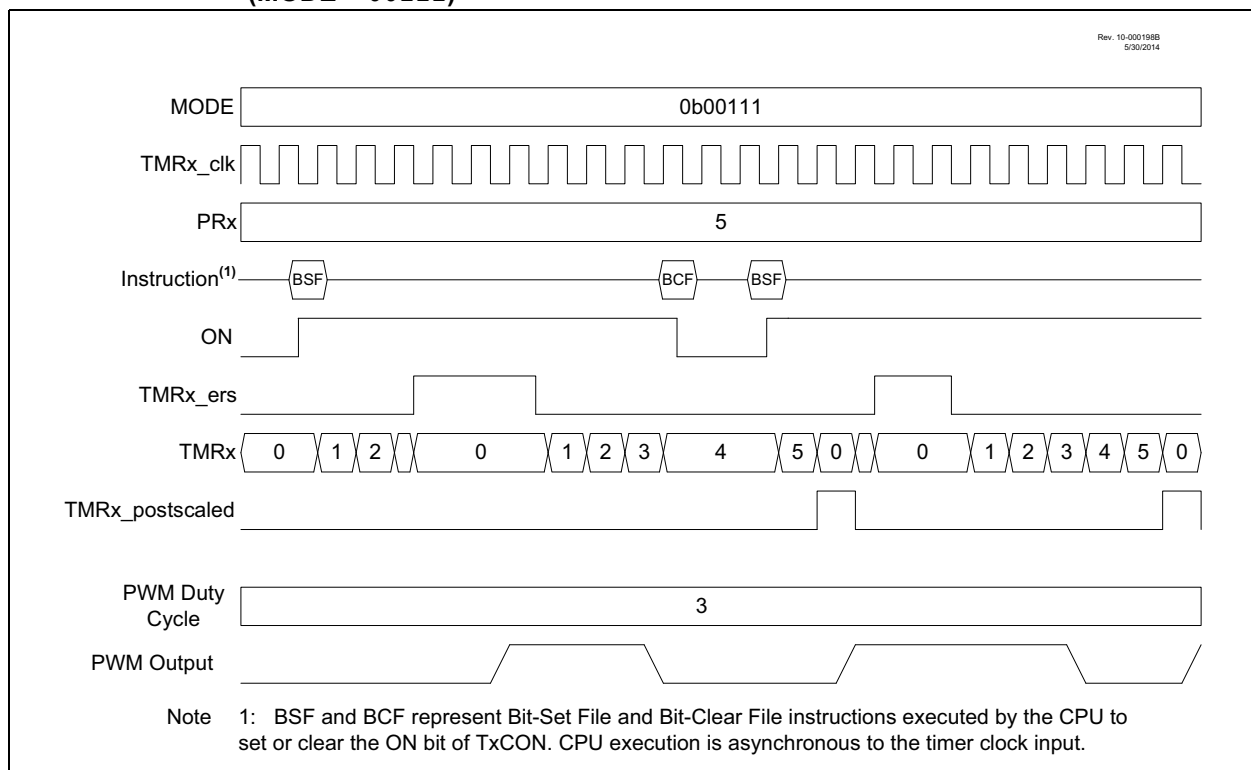 Rev. 10-000198B
5/30/2014
MODE 0b00111
TMRx_clk
PRx 5
Instruction(1) BSF BCF BSF
ON
TMRx_ers
TMRx 0 1 2 0 1 2 3 4 5 0 0 1 2 3 4 5 0
TMRx_postscaled
PWM Duty
Cycle 3
PWM Output
Note 1: BSF and BCF represent Bit-Set File and Bit-Clear File instructions executed by the CPU to
set or clear the ON bit of TxCON. CPU execution is asynchronous to the timer clock input.